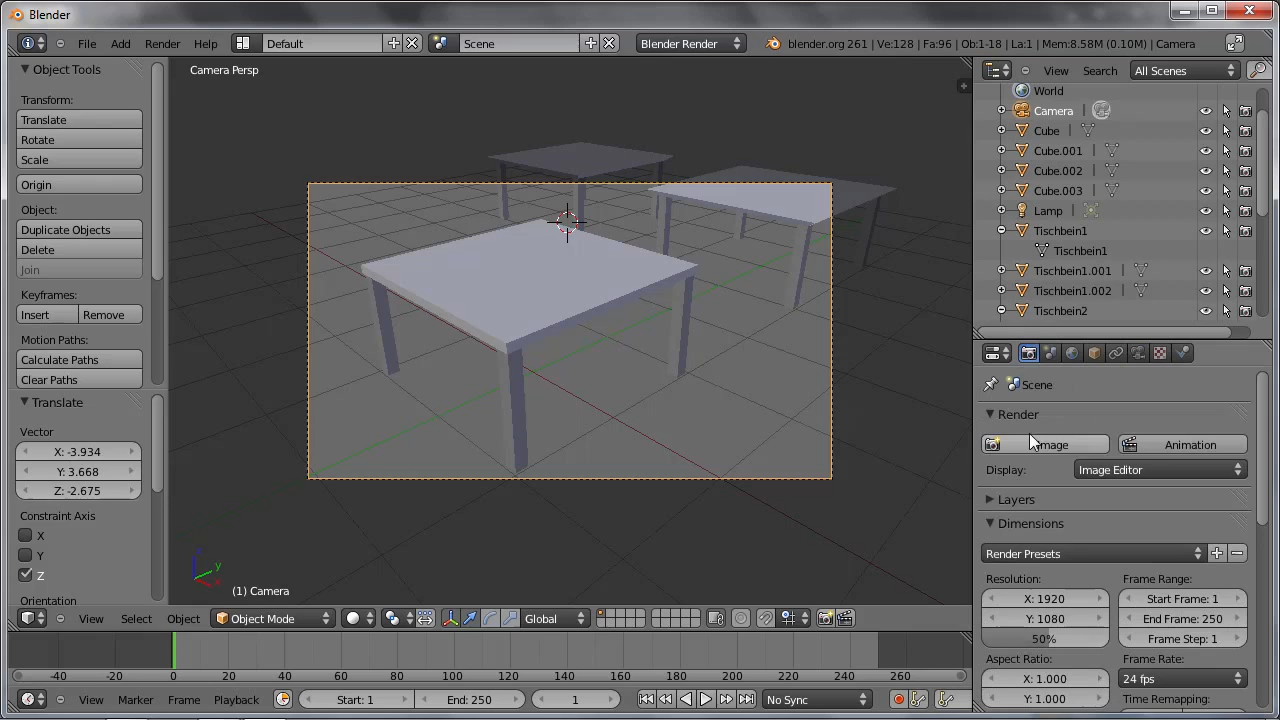 Blender
File Add Render Help Default Scene Blender Render blender.org 261 | Ve:128 | Fa:96 | Ob:1-18 | La:1 | Mem:8.58M (0.10M) | Camera
Object Tools
Transform:
Translate
Rotate
Scale
Origin
Object:
Duplicate Objects
Delete
Join
Keyframes:
Insert Remove
Motion Paths:
Calculate Paths
Clear Paths
Translate
Vector
X: -3.934
Y: 3.668
Z: -2.675
Constraint Axis
X
Y
Z
Orientation
Camera Persp
z
y
x
(1) Camera
View Select Object Object Mode Global
-40 -20 0 20 40 60 80 100 120 140 160 180 200 220 240 260
View Marker Frame Playback Start: 1 End: 250 1 No Sync
View Search All Scenes
World
Camera
Cube
Cube.001
Cube.002
Cube.003
Lamp
Tischbein1
Tischbein1
Tischbein1.001
Tischbein1.002
Tischbein2
Scene
Render
Image Animation
Display: Image Editor
Layers
Dimensions
Render Presets
Resolution: Frame Range:
X: 1920 Start Frame: 1
Y: 1080 End Frame: 250
50% Frame Step: 1
Aspect Ratio: Frame Rate:
X: 1.000 24 fps
Y: 1.000 Time Remapping: